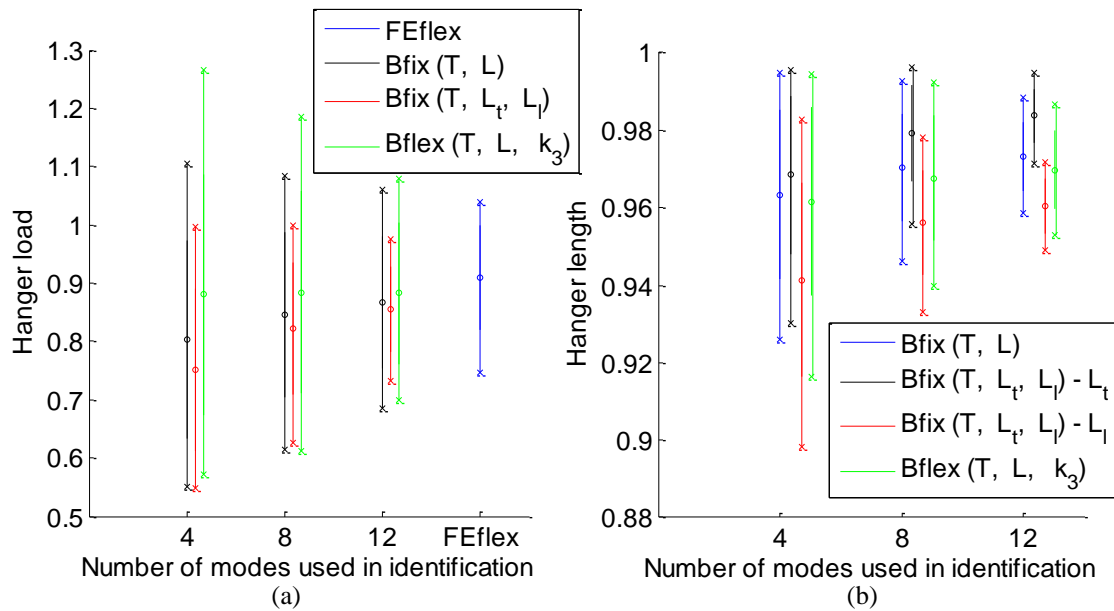 FEflex
Bfix (T, L)
Bfix (T, L_t, L_l)
Bflex (T, L, k_3)
1.3
1.2
1.1
1
0.9
0.8
0.7
0.6
0.5
Hanger load
4
8
12
FEflex
Number of modes used in identification
(a)
1
0.98
0.96
0.94
0.92
0.9
0.88
Hanger length
Bfix (T, L)
Bfix (T, L_t, L_l) - L_t
Bfix (T, L_t, L_l) - L_l
Bflex (T, L, k_3)
4
8
12
Number of modes used in identification
(b)